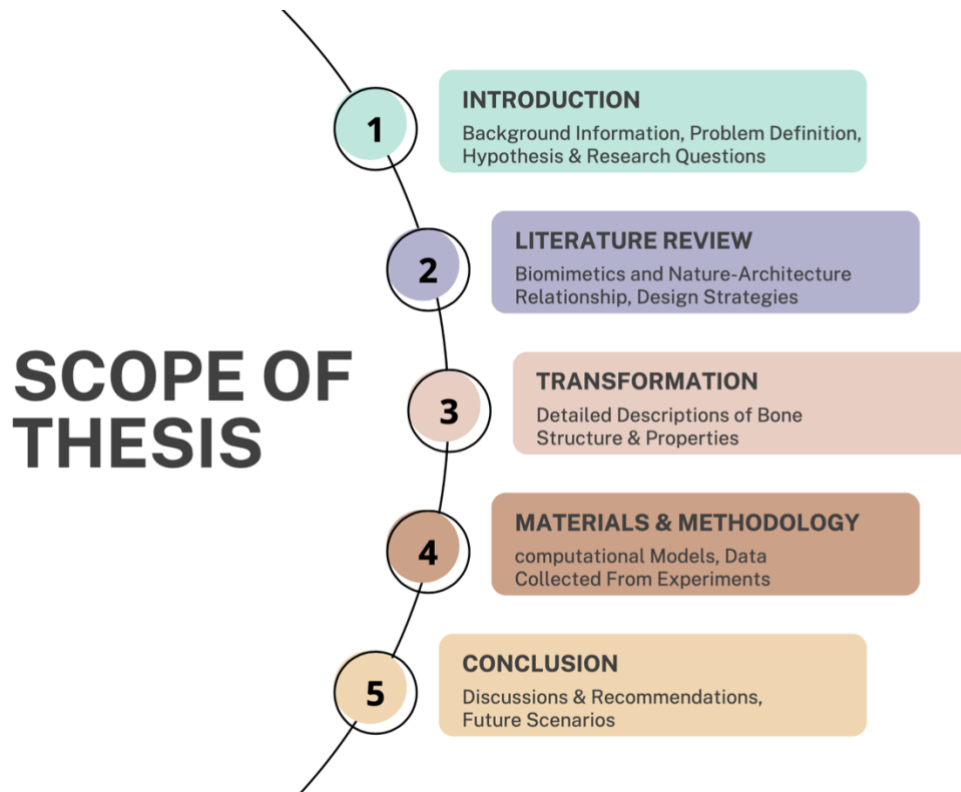 SCOPE OF
THESIS
1
INTRODUCTION
Background Information, Problem Definition,
Hypothesis & Research Questions
2
LITERATURE REVIEW
Biomimetics and Nature-Architecture
Relationship, Design Strategies
3
TRANSFORMATION
Detailed Descriptions of Bone
Structure & Properties
4
MATERIALS & METHODOLOGY
computational Models, Data
Collected From Experiments
5
CONCLUSION
Discussions & Recommendations,
Future Scenarios